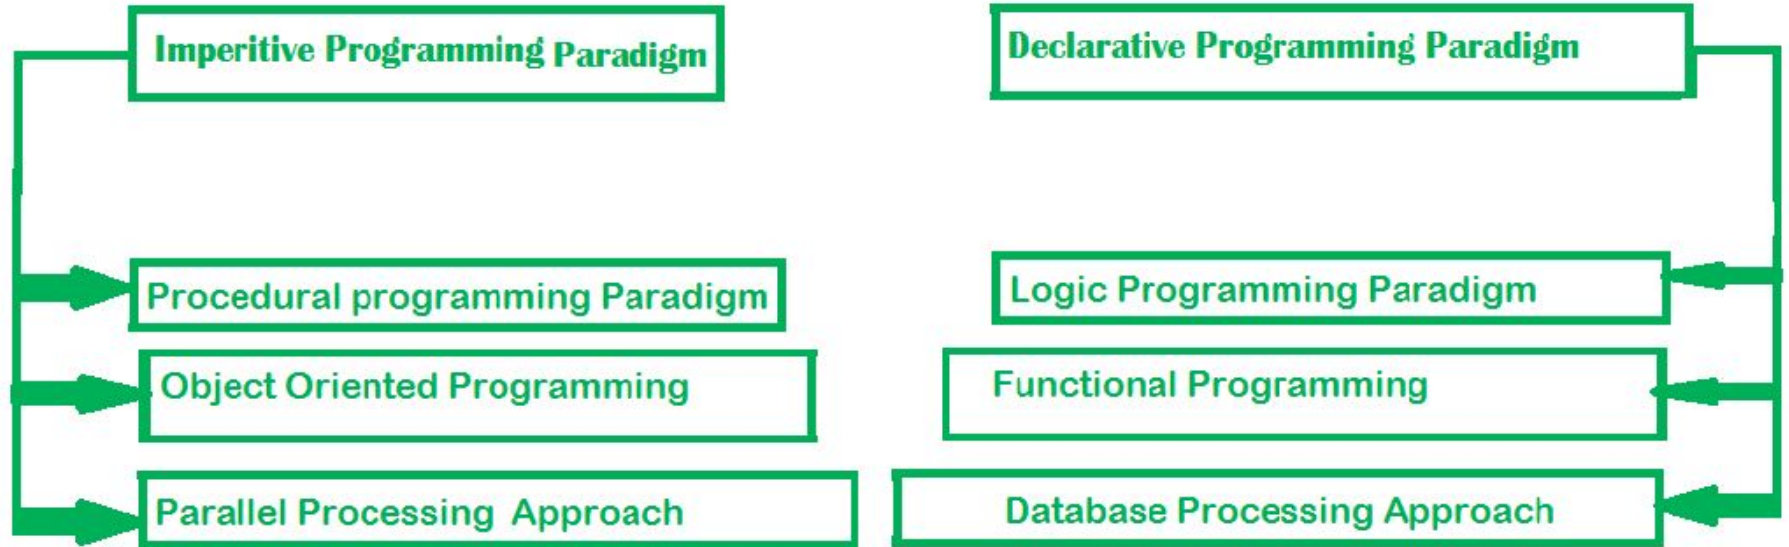 Imperitive Programming Paradigm
Procedural programming Paradigm
Object Oriented Programming
Parallel Processing Approach
Declarative Programming Paradigm
Logic Programming Paradigm
Functional Programming
Database Processing Approach